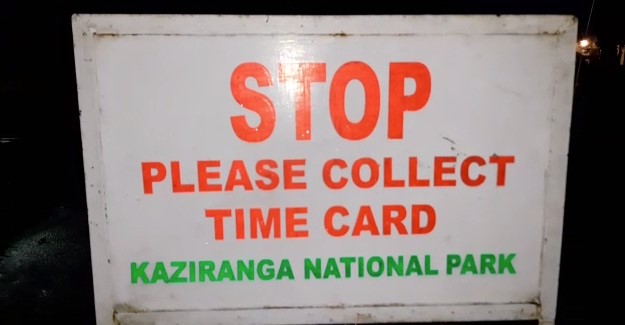 STOP
PLEASE COLLECT
TIME CARD
KAZIRANGA NATIONAL PARK